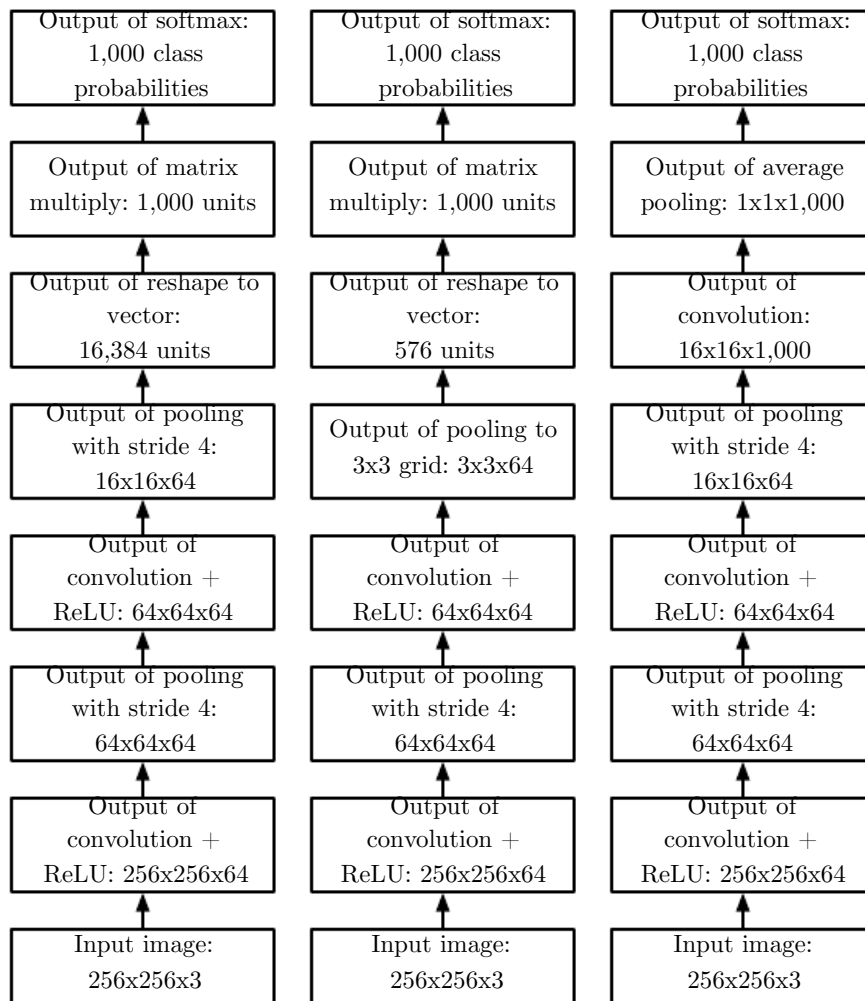 Output of softmax:
1,000 class
probabilities
Output of matrix
multiply: 1,000 units
Output of reshape to
vector:
16,384 units
Output of pooling
with stride 4:
16x16x64
Output of
convolution +
ReLU: 64x64x64
Output of pooling
with stride 4:
64x64x64
Output of
convolution +
ReLU: 256x256x64
Input image:
256x256x3
Output of softmax:
1,000 class
probabilities
Output of matrix
multiply: 1,000 units
Output of reshape to
vector:
576 units
Output of pooling to
3x3 grid: 3x3x64
Output of
convolution +
ReLU: 64x64x64
Output of pooling
with stride 4:
64x64x64
Output of
convolution +
ReLU: 256x256x64
Input image:
256x256x3
Output of softmax:
1,000 class
probabilities
Output of average
pooling: 1x1x1,000
Output of
convolution:
16x16x1,000
Output of pooling
with stride 4:
16x16x64
Output of
convolution +
ReLU: 64x64x64
Output of pooling
with stride 4:
64x64x64
Output of
convolution +
ReLU: 256x256x64
Input image:
256x256x3